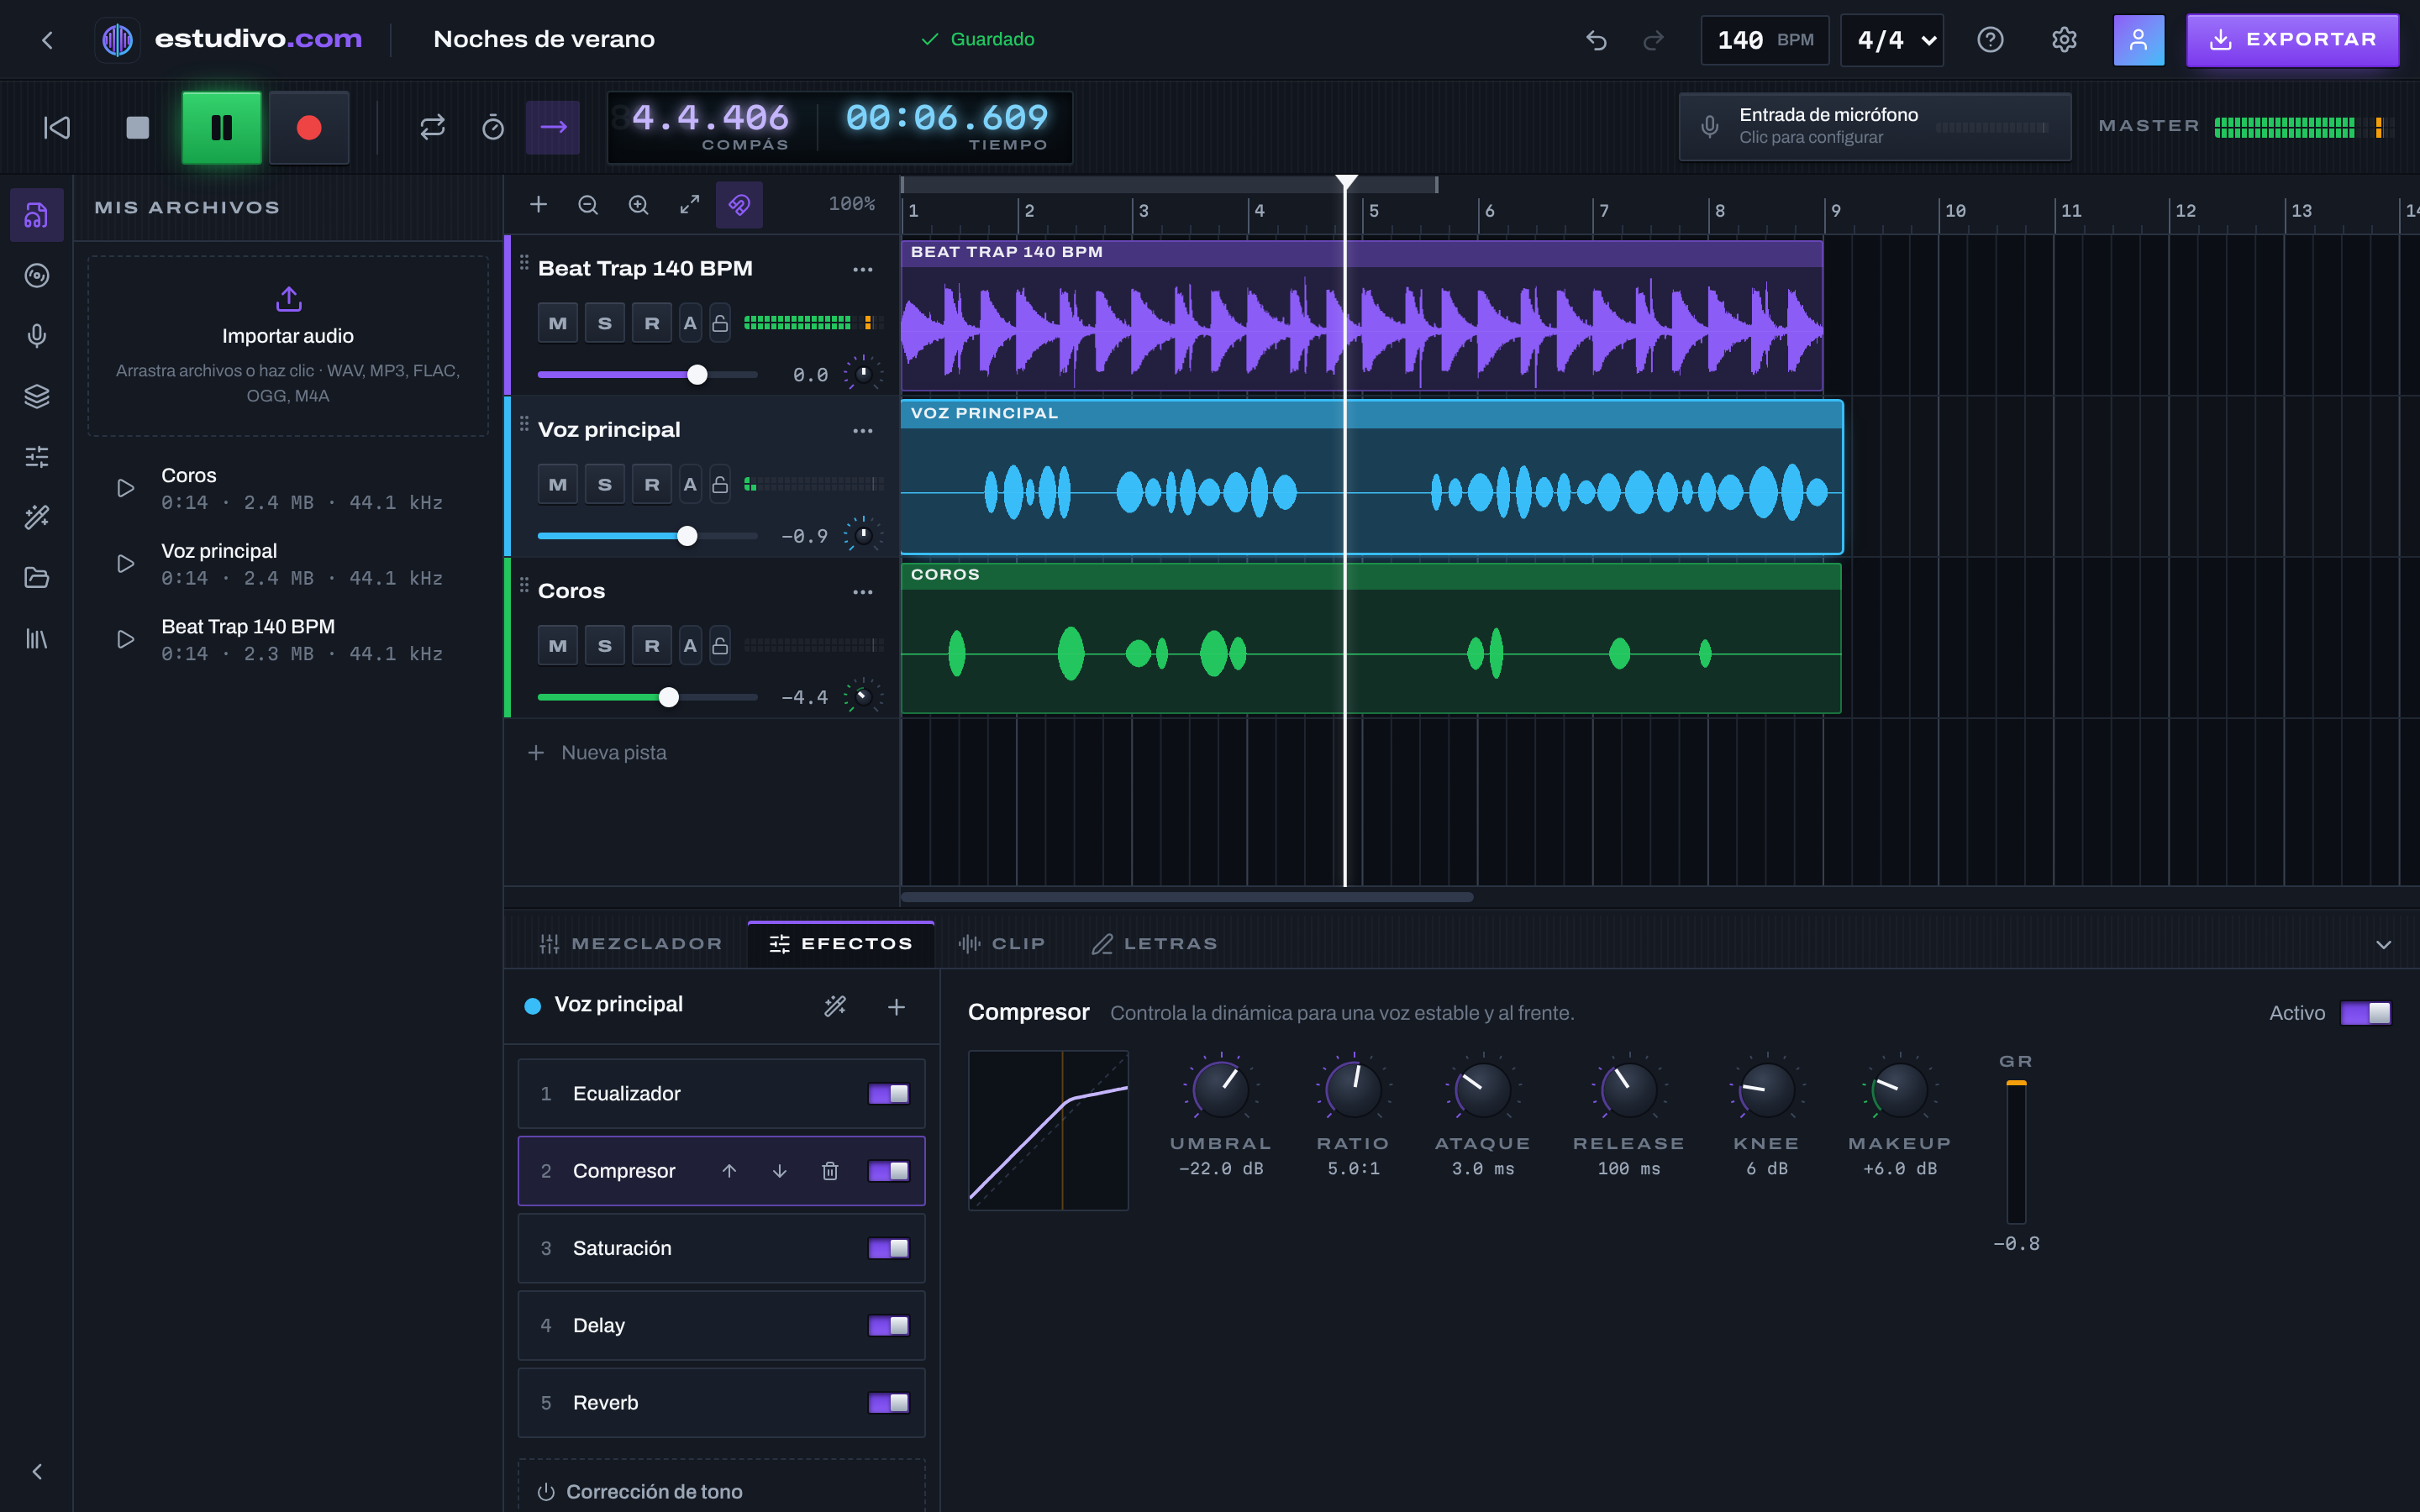 estudivo.com
Noches de verano
Guardado
140 BPM
4/4
EXPORTAR
4.4.406
COMPÁS
00:06.609
TIEMPO
Entrada de micrófono
Clic para configurar
MASTER
MIS ARCHIVOS
Importar audio
Arrastra archivos o haz clic · WAV, MP3, FLAC,
OGG, M4A
Coros
0:14 · 2.4 MB · 44.1 kHz
Voz principal
0:14 · 2.4 MB · 44.1 kHz
Beat Trap 140 BPM
0:14 · 2.3 MB · 44.1 kHz
100%
1 2 3 4 5 6 7 8 9 10 11 12 13 14
Beat Trap 140 BPM
M S R A
0.0
BEAT TRAP 140 BPM
Voz principal
M S R A
−0.9
VOZ PRINCIPAL
Coros
M S R A
−4.4
COROS
Nueva pista
MEZCLADOR
EFECTOS
CLIP
LETRAS
Voz principal
1 Ecualizador
2 Compresor
3 Saturación
4 Delay
5 Reverb
Corrección de tono
Compresor
Controla la dinámica para una voz estable y al frente.
Activo
UMBRAL
−22.0 dB
RATIO
5.0:1
ATAQUE
3.0 ms
RELEASE
100 ms
KNEE
6 dB
MAKEUP
+6.0 dB
GR
−0.8